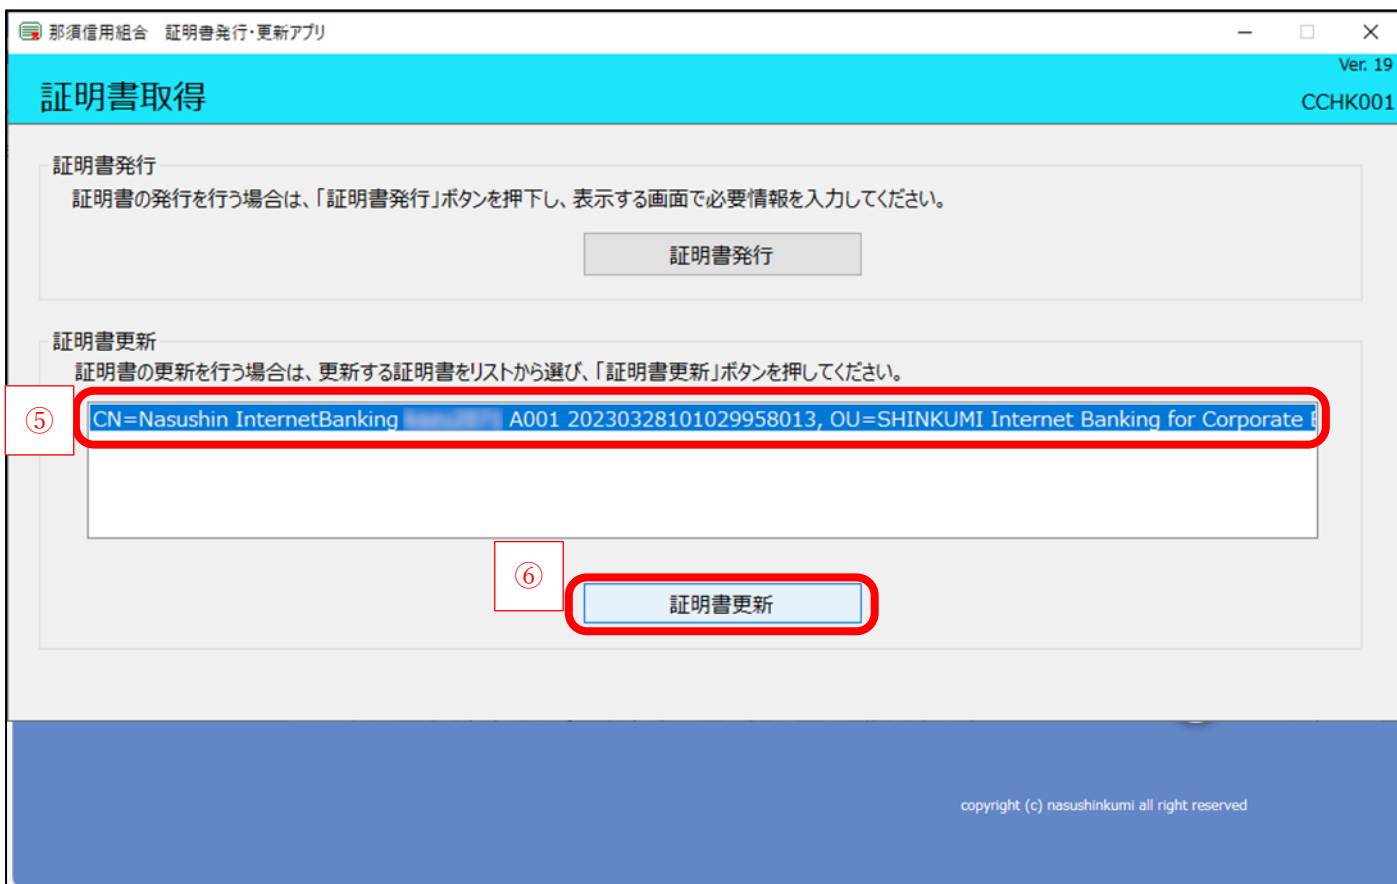 那須信用組合　証明書発行・更新アプリ
Ver. 19
証明書取得
CCHK001
証明書発行
証明書の発行を行う場合は、「証明書発行」ボタンを押下し、表示する画面で必要情報を入力してください。
証明書発行
証明書更新
証明書の更新を行う場合は、更新する証明書をリストから選び、「証明書更新」ボタンを押してください。
⑤
CN=Nasushin InternetBanking A001 20230328101029958013, OU=SHINKUMI Internet Banking for Corporate
⑥
証明書更新
copyright (c) nasushinkumi all right reserved